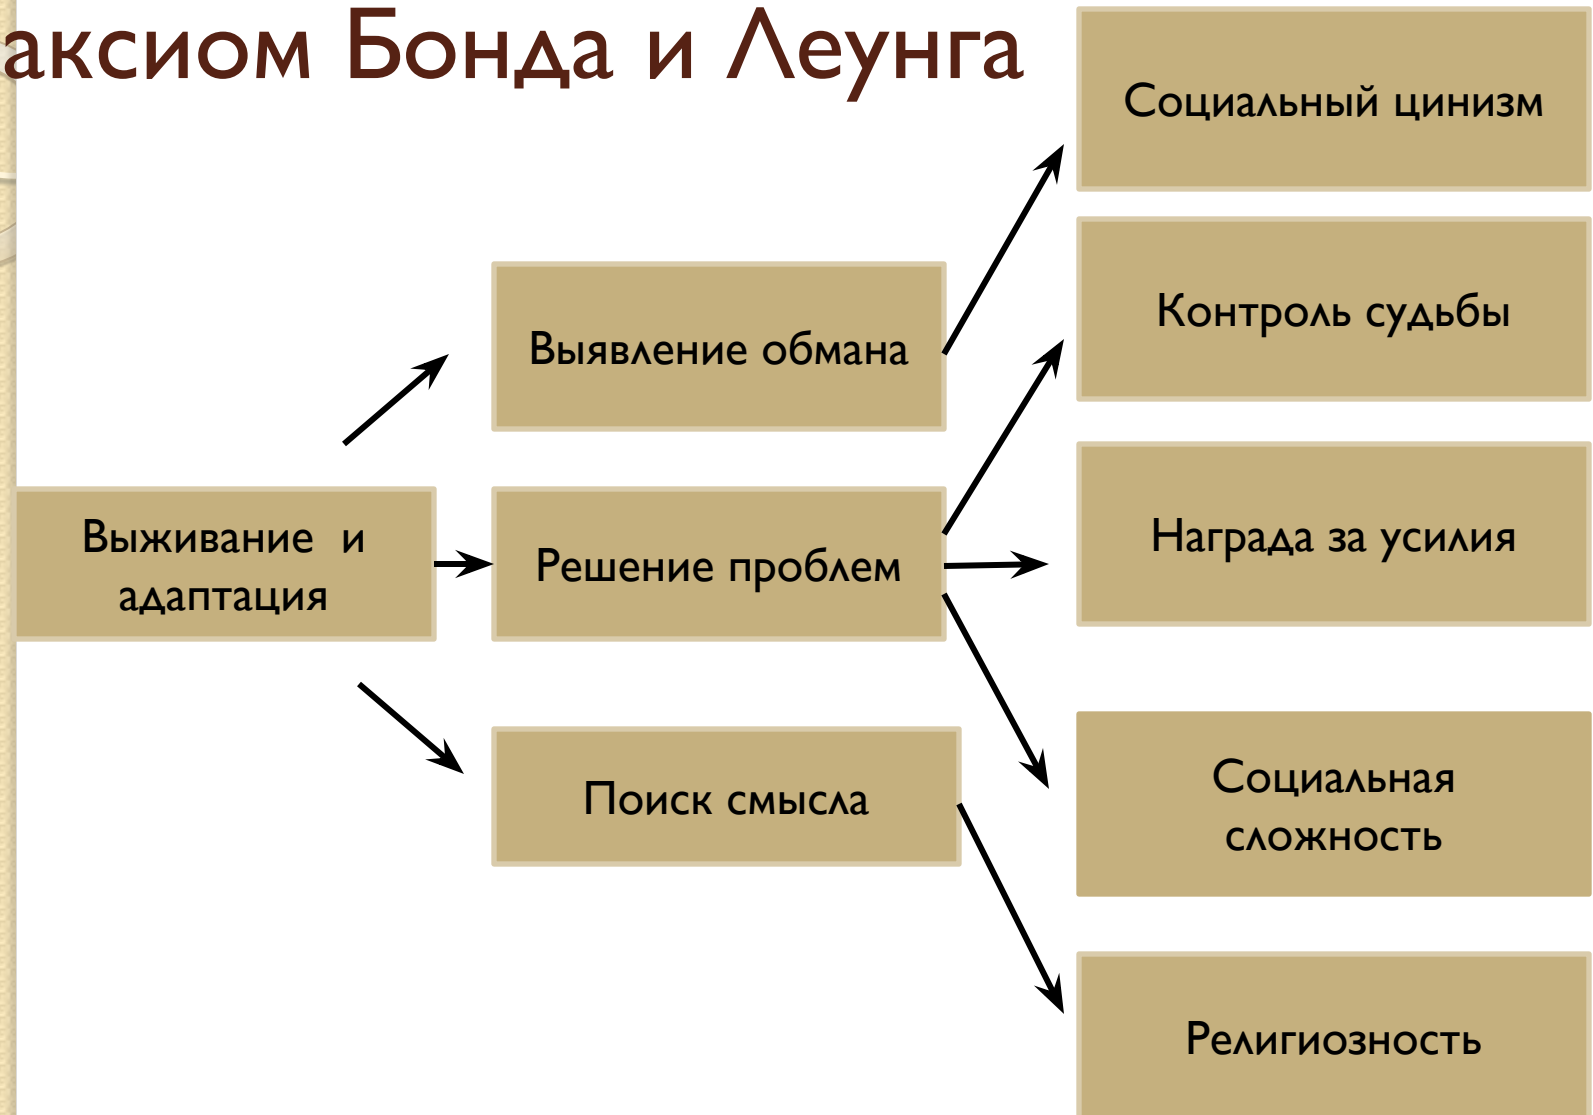 аксиом Бонда и Леунга
Социальный цинизм
Контроль судьбы
Выявление обмана
Награда за усилия
Выживание и
адаптация
Решение проблем
Социальная
сложность
Поиск смысла
Религиозность